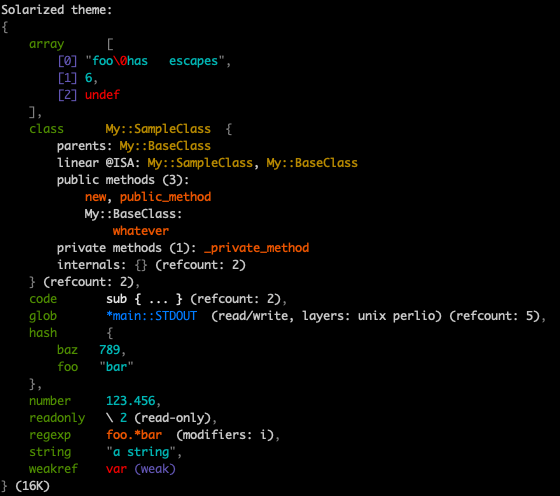 Solarized theme:
{
    array      [
        [0] "foo\0has   escapes",
        [1] 6,
        [2] undef
    ],
    class      My::SampleClass  {
        parents: My::BaseClass
        linear @ISA: My::SampleClass, My::BaseClass
        public methods (3):
            new, public_method
            My::BaseClass:
                whatever
        private methods (1): _private_method
        internals: {} (refcount: 2)
    } (refcount: 2),
    code       sub { ... } (refcount: 2),
    glob       *main::STDOUT  (read/write, layers: unix perlio) (refcount: 5),
    hash       {
        baz   789,
        foo   "bar"
    },
    number     123.456,
    readonly   \ 2 (read-only),
    regexp     foo.*bar  (modifiers: i),
    string     "a string",
    weakref    var (weak)
} (16K)